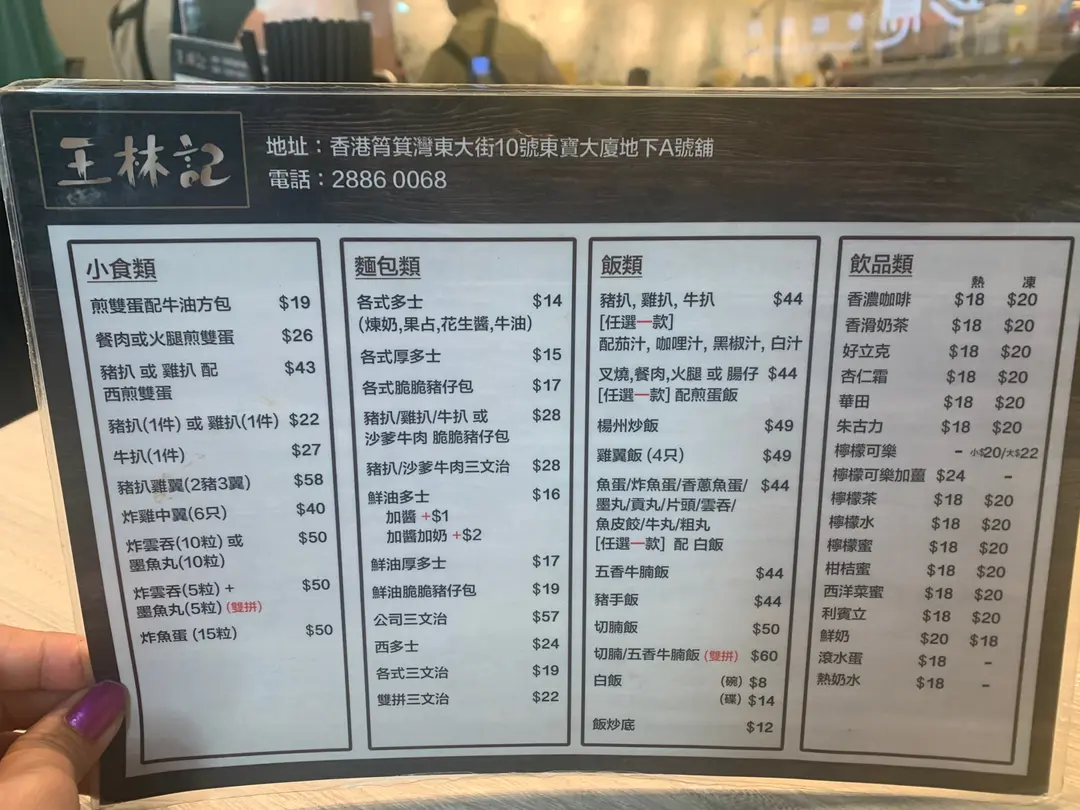 王林記
地址：香港筲箕灣東大街10號東寶大廈地下A號舖
電話：2886 0068
小食類
煎雙蛋配牛油方包 $19
餐肉或火腿煎雙蛋 $26
豬扒 或 雞扒 配 $43
西煎雙蛋
豬扒(1件) 或 雞扒(1件) $22
牛扒(1件) $27
豬扒雞翼(2豬3翼) $58
炸雞中翼(6只) $40
炸雲吞(10粒) 或 $50
墨魚丸(10粒)
炸雲吞(5粒) + $50
墨魚丸(5粒) (雙拼)
炸魚蛋 (15粒) $50
麵包類
各式多士 $14
(煉奶,果占,花生醬,牛油)
各式厚多士 $15
各式脆脆豬仔包 $17
豬扒/雞扒/牛扒 或 $28
沙爹牛肉 脆脆豬仔包
豬扒/沙爹牛肉三文治 $28
鮮油多士 $16
加醬 +$1
加醬加奶 +$2
鮮油厚多士 $17
鮮油脆脆豬仔包 $19
公司三文治 $57
西多士 $24
各式三文治 $19
雙拼三文治 $22
飯類
豬扒, 雞扒, 牛扒 $44
[任選一款]
配茄汁, 咖哩汁, 黑椒汁, 白汁
叉燒,餐肉,火腿 或 腸仔 $44
[任選一款] 配煎蛋飯
楊州炒飯 $49
雞翼飯 (4只) $49
魚蛋/炸魚蛋/香蔥魚蛋/ $44
墨丸/貢丸/片頭/雲吞/
魚皮餃/牛丸/粗丸
[任選一款] 配 白飯
五香牛腩飯 $44
豬手飯 $44
切腩飯 $50
切腩/五香牛腩飯 (雙拼) $60
白飯 (碗) $8
(碟) $14
飯炒底 $12
飲品類
熱 凍
香濃咖啡 $18 $20
香滑奶茶 $18 $20
好立克 $18 $20
杏仁霜 $18 $20
華田 $18 $20
朱古力 $18 $20
檸檬可樂 - 小$20/大$22
檸檬可樂加薑 $24 -
檸檬茶 $18 $20
檸檬水 $18 $20
檸檬蜜 $18 $20
柑桔蜜 $18 $20
西洋菜蜜 $18 $20
利賓立 $18 $20
鮮奶 $20 $18
滾水蛋 $18 -
熱奶水 $18 -